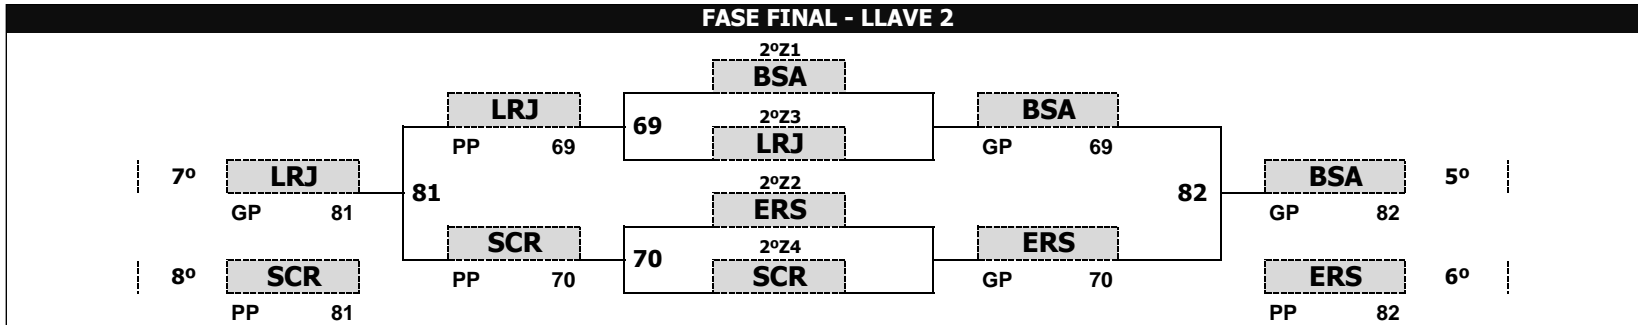 FASE FINAL - LLAVE 2
2ºZ1
BSA
LRJ
BSA
69
2ºZ3
PP 69
LRJ
GP 69
7º
LRJ
2ºZ2
BSA
5º
81
82
GP 81
ERS
GP 82
SCR
2ºZ4
ERS
70
8º
SCR
PP 70
SCR
GP 70
ERS
6º
PP 81
PP 82